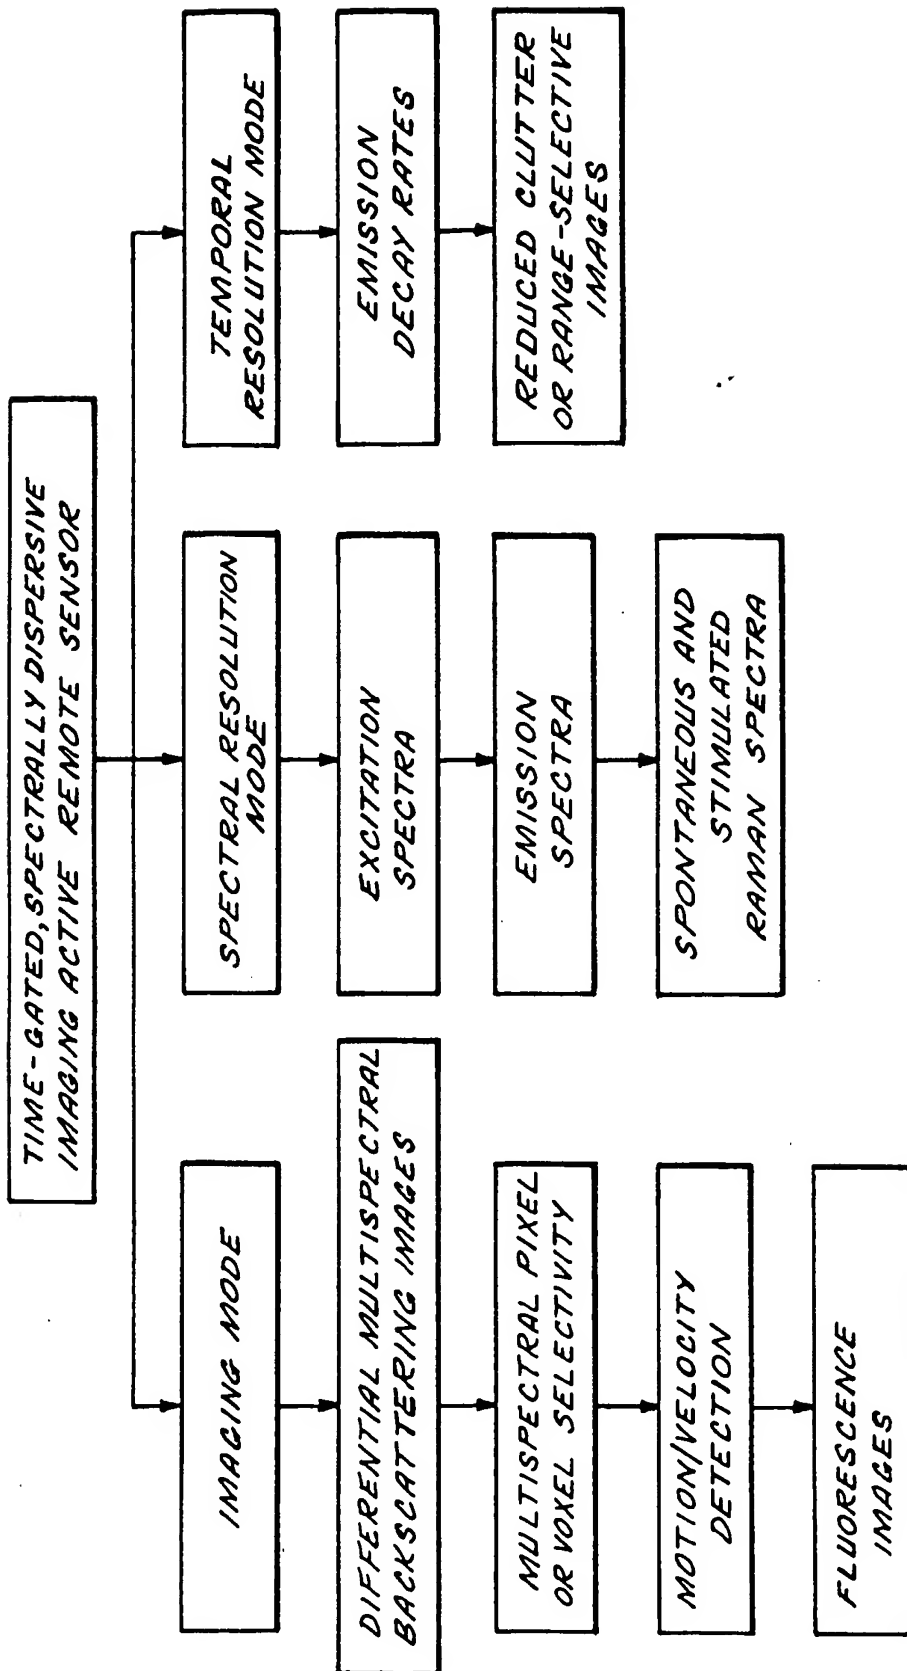 TIME-GATED, SPECTRALLY DISPERSIVE
IMAGING ACTIVE REMOTE SENSOR
IMAGING MODE
DIFFERENTIAL MULTISPECTRAL
BACKSCATTERING IMAGES
MULTISPECTRAL PIXEL
OR VOXEL SELECTIVITY
MOTION/VELOCITY
DETECTION
FLUORESCENCE
IMAGES
SPECTRAL RESOLUTION
MODE
EXCITATION
SPECTRA
EMISSION
SPECTRA
SPONTANEOUS AND
STIMULATED
RAMAN SPECTRA
TEMPORAL
RESOLUTION MODE
EMISSION
DECAY RATES
REDUCED CLUTTER
OR RANGE-SELECTIVE
IMAGES